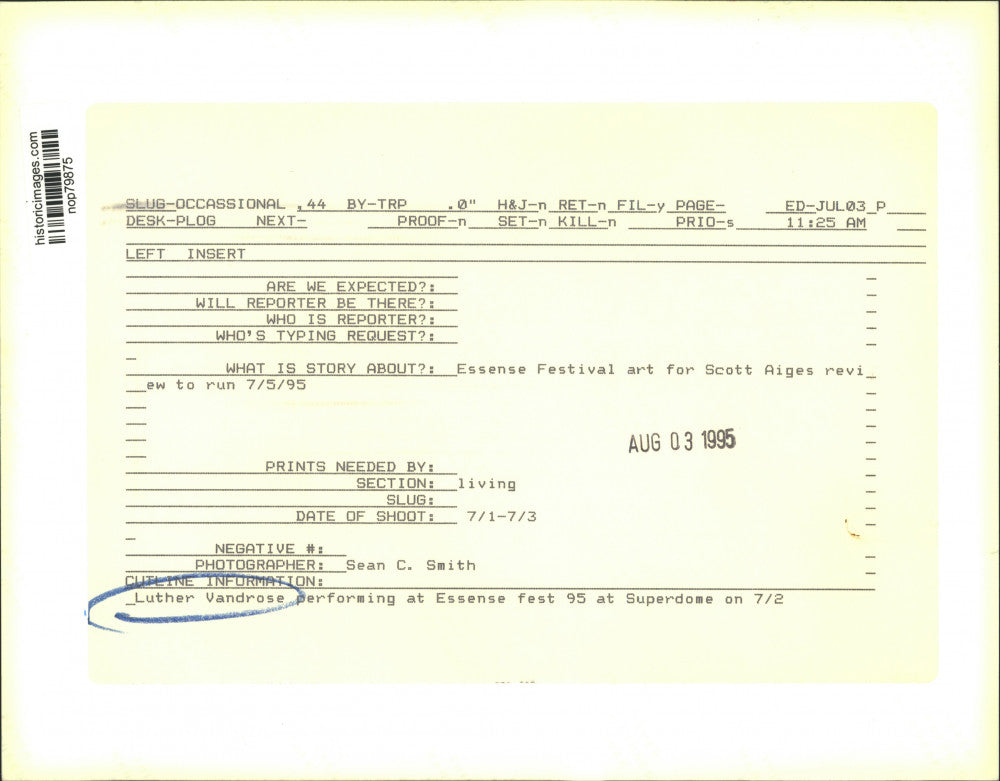 historicimages.com
nop79875
SLUG-OCCASSIONAL .44 BY-TRP .0" H&J-n RET-n FIL-y PAGE- ED-JUL03 P
DESK-PLOG NEXT- PROOF-n SET-n KILL-n PRIO-s 11:25 AM
LEFT INSERT
ARE WE EXPECTED?:
WILL REPORTER BE THERE?:
WHO IS REPORTER?:
WHO'S TYPING REQUEST?:
WHAT IS STORY ABOUT?: Essense Festival art for Scott Aiges revi
ew to run 7/5/95
AUG 03 1995
PRINTS NEEDED BY:
SECTION: living
SLUG:
DATE OF SHOOT: 7/1-7/3
NEGATIVE #:
PHOTOGRAPHER: Sean C. Smith
CUTLINE INFORMATION:
Luther Vandrose performing at Essense fest 95 at Superdome on 7/2